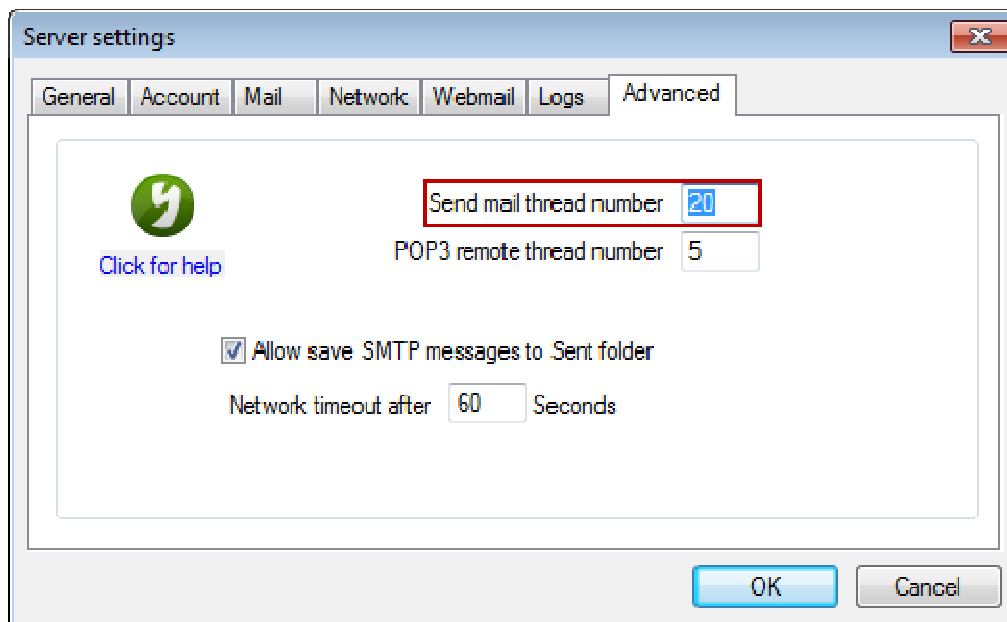 Server settings
General Account Mail Network Webmail Logs Advanced
Send mail thread number 20
POP3 remote thread number 5
Click for help
Allow save SMTP messages to Sent folder
Network timeout after 60 Seconds
OK Cancel